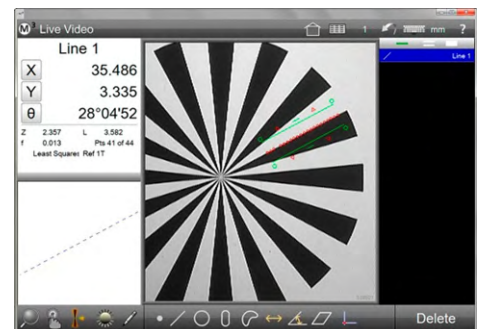 M3 Live Video
1 mm ?
Line 1
X 35.486
Y 3.335
θ 28°04'52
Z 2.357 L 3.582
f 0.013 Pts 41 of 44
Least Squares Ref 1T
Line 1
Delete